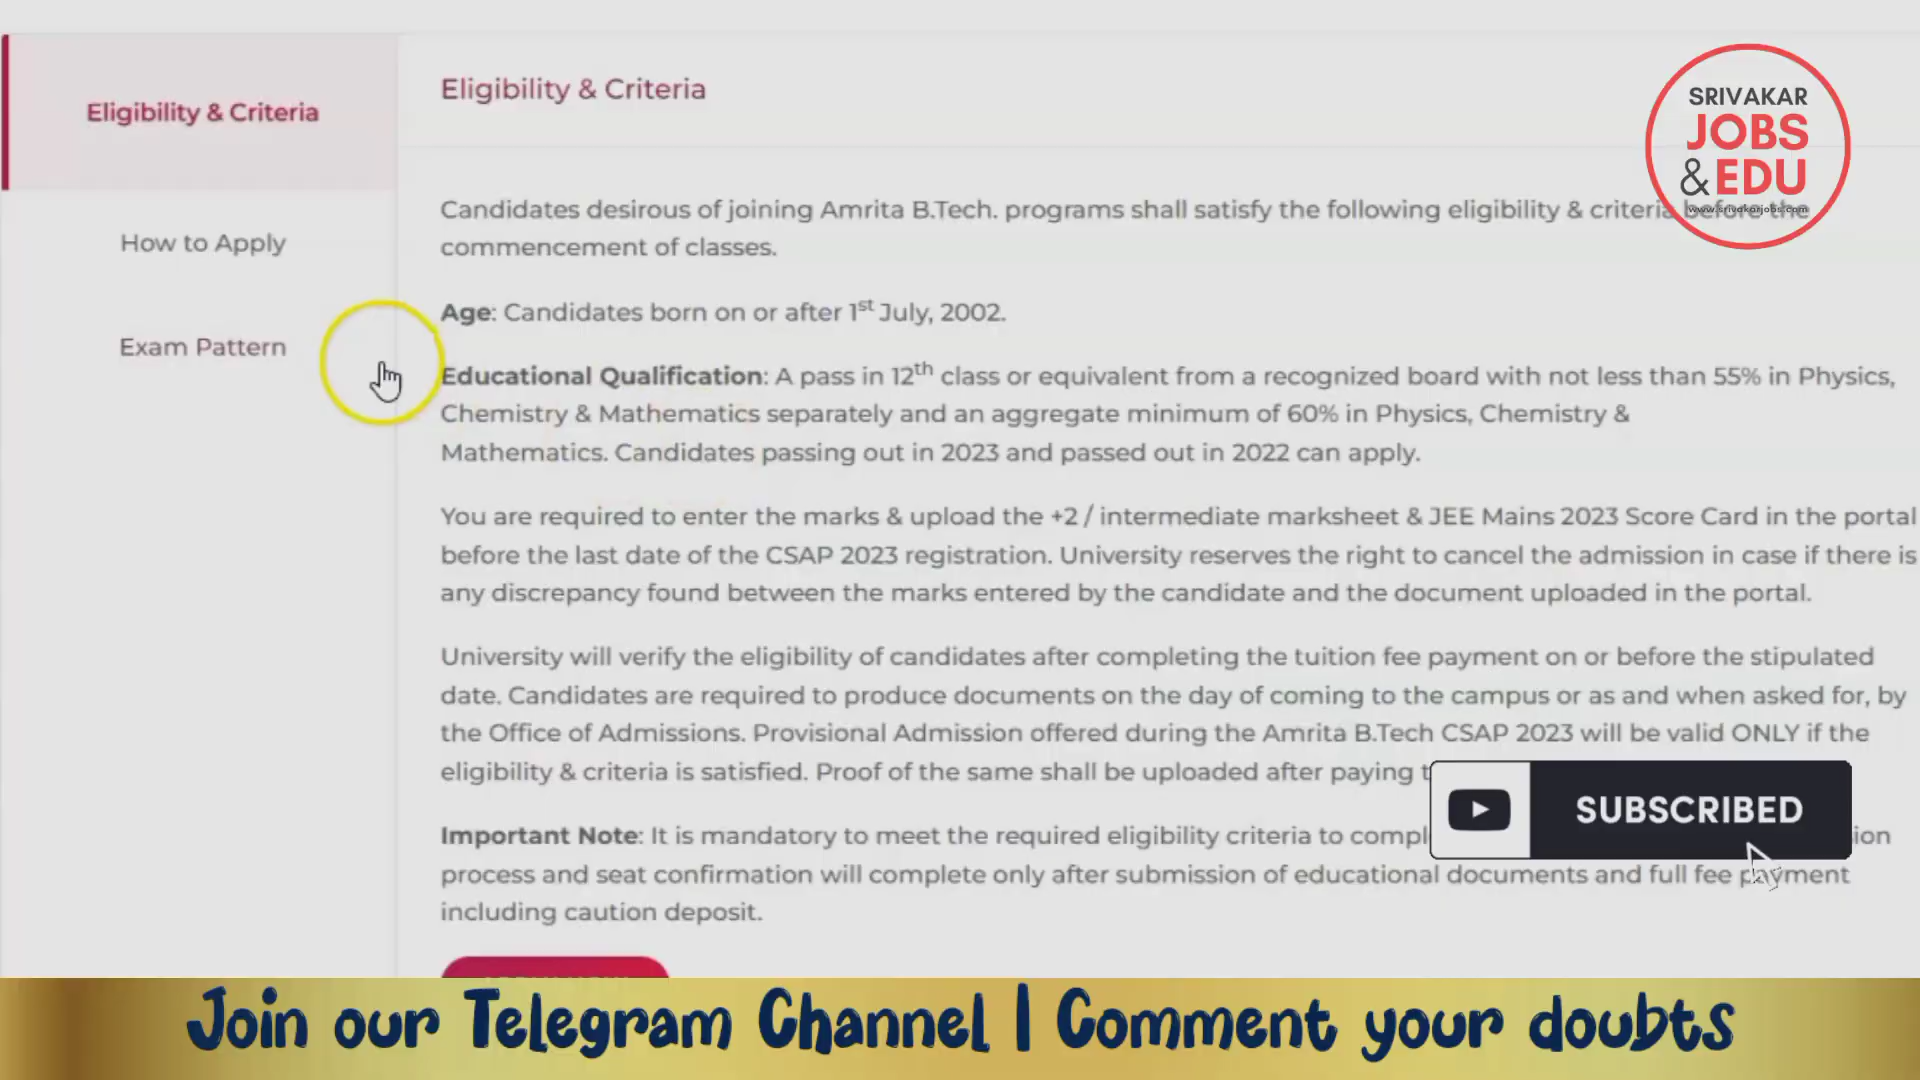 Eligibility & Criteria
How to Apply
Exam Pattern
Eligibility & Criteria
Candidates desirous of joining Amrita B.Tech. programs shall satisfy the following eligibility & criteria before the
commencement of classes.
Age: Candidates born on or after 1st July, 2002.
Educational Qualification: A pass in 12th class or equivalent from a recognized board with not less than 55% in Physics,
Chemistry & Mathematics separately and an aggregate minimum of 60% in Physics, Chemistry &
Mathematics. Candidates passing out in 2023 and passed out in 2022 can apply.
You are required to enter the marks & upload the +2 / intermediate marksheet & JEE Mains 2023 Score Card in the portal
before the last date of the CSAP 2023 registration. University reserves the right to cancel the admission in case if there is
any discrepancy found between the marks entered by the candidate and the document uploaded in the portal.
University will verify the eligibility of candidates after completing the tuition fee payment on or before the stipulated
date. Candidates are required to produce documents on the day of coming to the campus or as and when asked for, by
the Office of Admissions. Provisional Admission offered during the Amrita B.Tech CSAP 2023 will be valid ONLY if the
eligibility & criteria is satisfied. Proof of the same shall be uploaded after paying
Important Note: It is mandatory to meet the required eligibility criteria to
process and seat confirmation will complete only after submission of educational documents and full fee payment
including caution deposit.
SRIVAKAR
JOBS
& EDU
www.srivakarjobs.com
SUBSCRIBED
Join our Telegram Channel | Comment your doubts